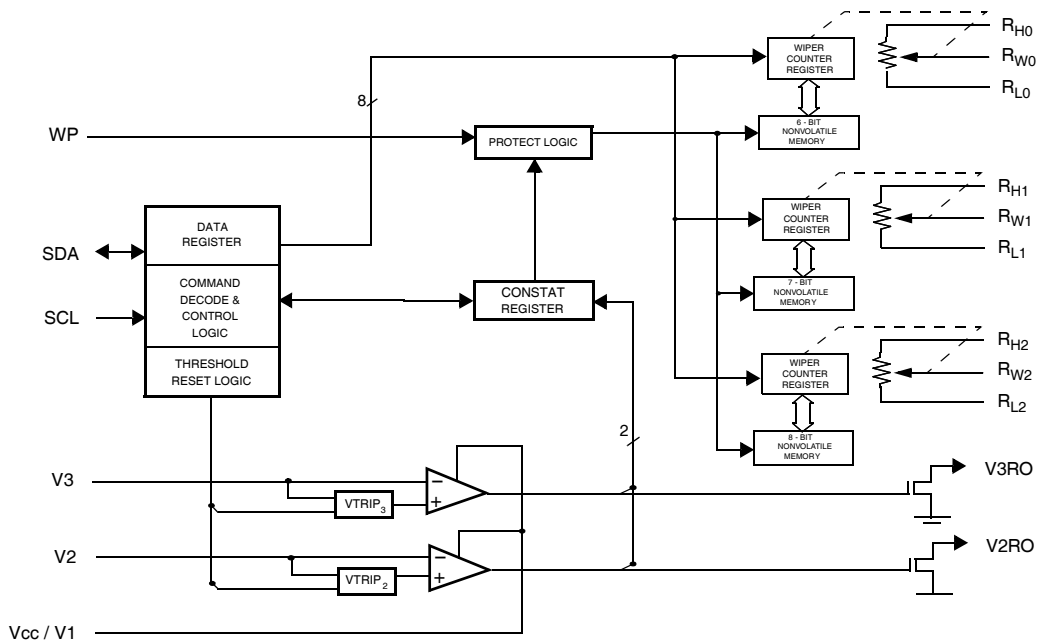 WP
SDA
SCL
V3
V2
Vcc / V1
DATA
REGISTER
COMMAND
DECODE &
CONTROL
LOGIC
THRESHOLD
RESET LOGIC
8
PROTECT LOGIC
CONSTAT
REGISTER
2
VTRIP3
VTRIP2
−
+
−
+
WIPER
COUNTER
REGISTER
6 - BIT
NONVOLATILE
MEMORY
RH0
RW0
RL0
WIPER
COUNTER
REGISTER
7 - BIT
NONVOLATILE
MEMORY
RH1
RW1
RL1
WIPER
COUNTER
REGISTER
8 - BIT
NONVOLATILE
MEMORY
RH2
RW2
RL2
V3RO
V2RO